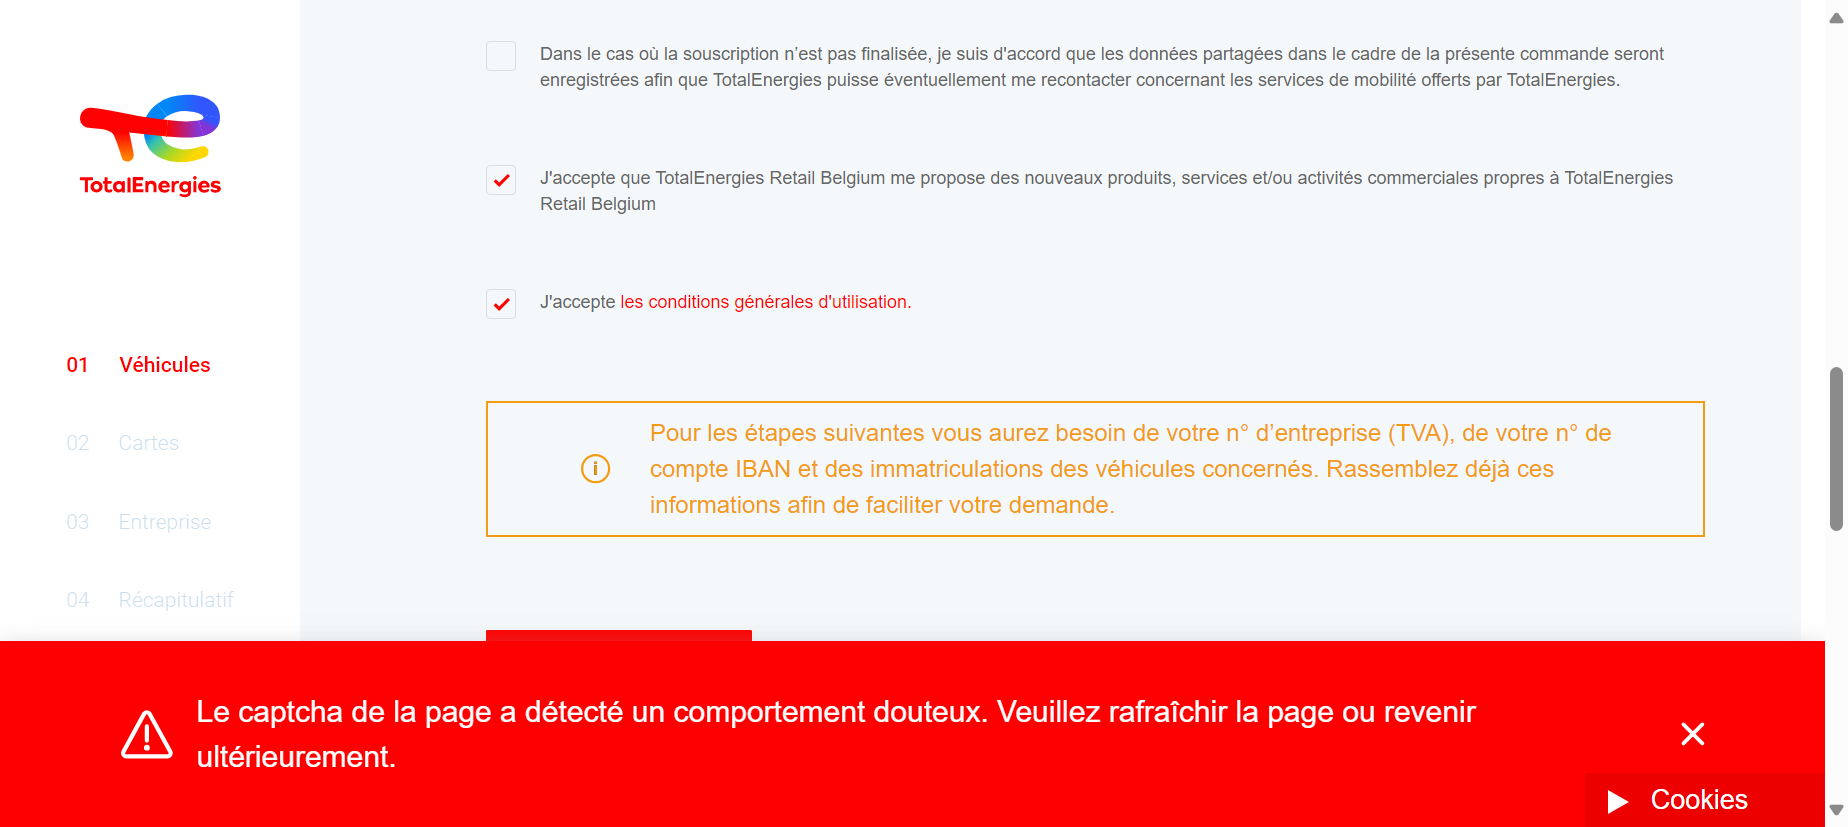 Dans le cas où la souscription n’est pas finalisée, je suis d'accord que les données partagées dans le cadre de la présente commande seront
enregistrées afin que TotalEnergies puisse éventuellement me recontacter concernant les services de mobilité offerts par TotalEnergies.
TotalEnergies
J'accepte que TotalEnergies Retail Belgium me propose des nouveaux produits, services et/ou activités commerciales propres à TotalEnergies
Retail Belgium
J'accepte les conditions générales d'utilisation.
01 Véhicules
02 Cartes
03 Entreprise
04 Récapitulatif
Pour les étapes suivantes vous aurez besoin de votre n° d’entreprise (TVA), de votre n° de
compte IBAN et des immatriculations des véhicules concernés. Rassemblez déjà ces
informations afin de faciliter votre demande.
Le captcha de la page a détecté un comportement douteux. Veuillez rafraîchir la page ou revenir
ultérieurement.
Cookies